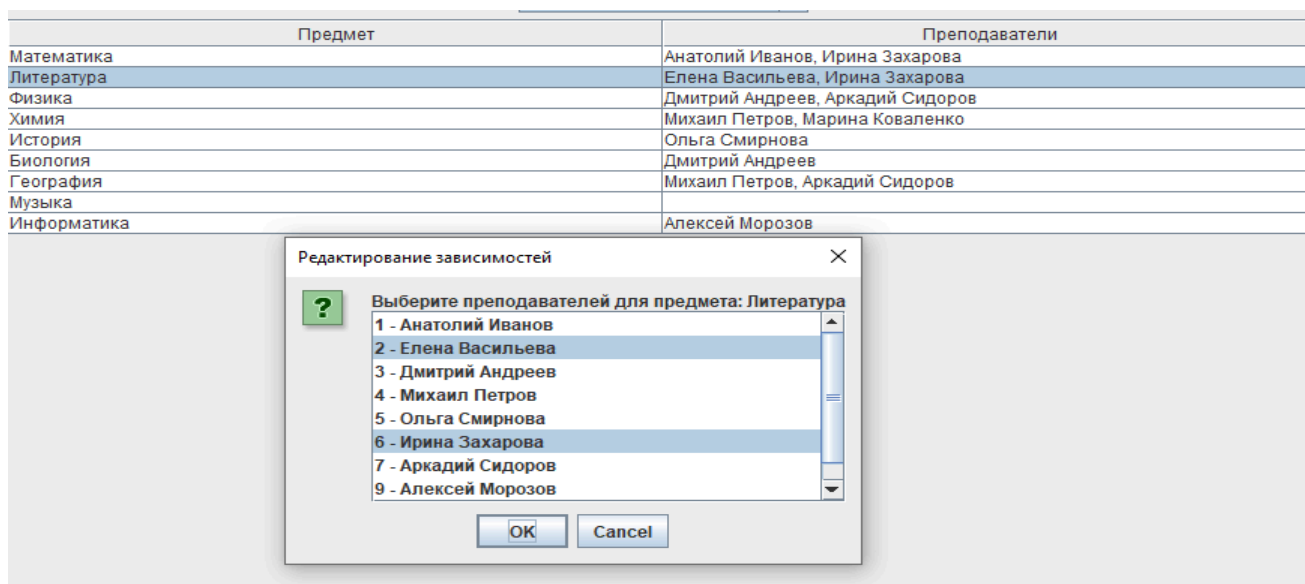 Предмет Преподаватели
Математика Анатолий Иванов, Ирина Захарова
Литература Елена Васильева, Ирина Захарова
Физика Дмитрий Андреев, Аркадий Сидоров
Химия Михаил Петров, Марина Коваленко
История Ольга Смирнова
Биология Дмитрий Андреев
География Михаил Петров, Аркадий Сидоров
Музыка
Информатика Алексей Морозов
Редактирование зависимостей
Выберите преподавателей для предмета: Литература
1 - Анатолий Иванов
2 - Елена Васильева
3 - Дмитрий Андреев
4 - Михаил Петров
5 - Ольга Смирнова
6 - Ирина Захарова
7 - Аркадий Сидоров
9 - Алексей Морозов
OK Cancel